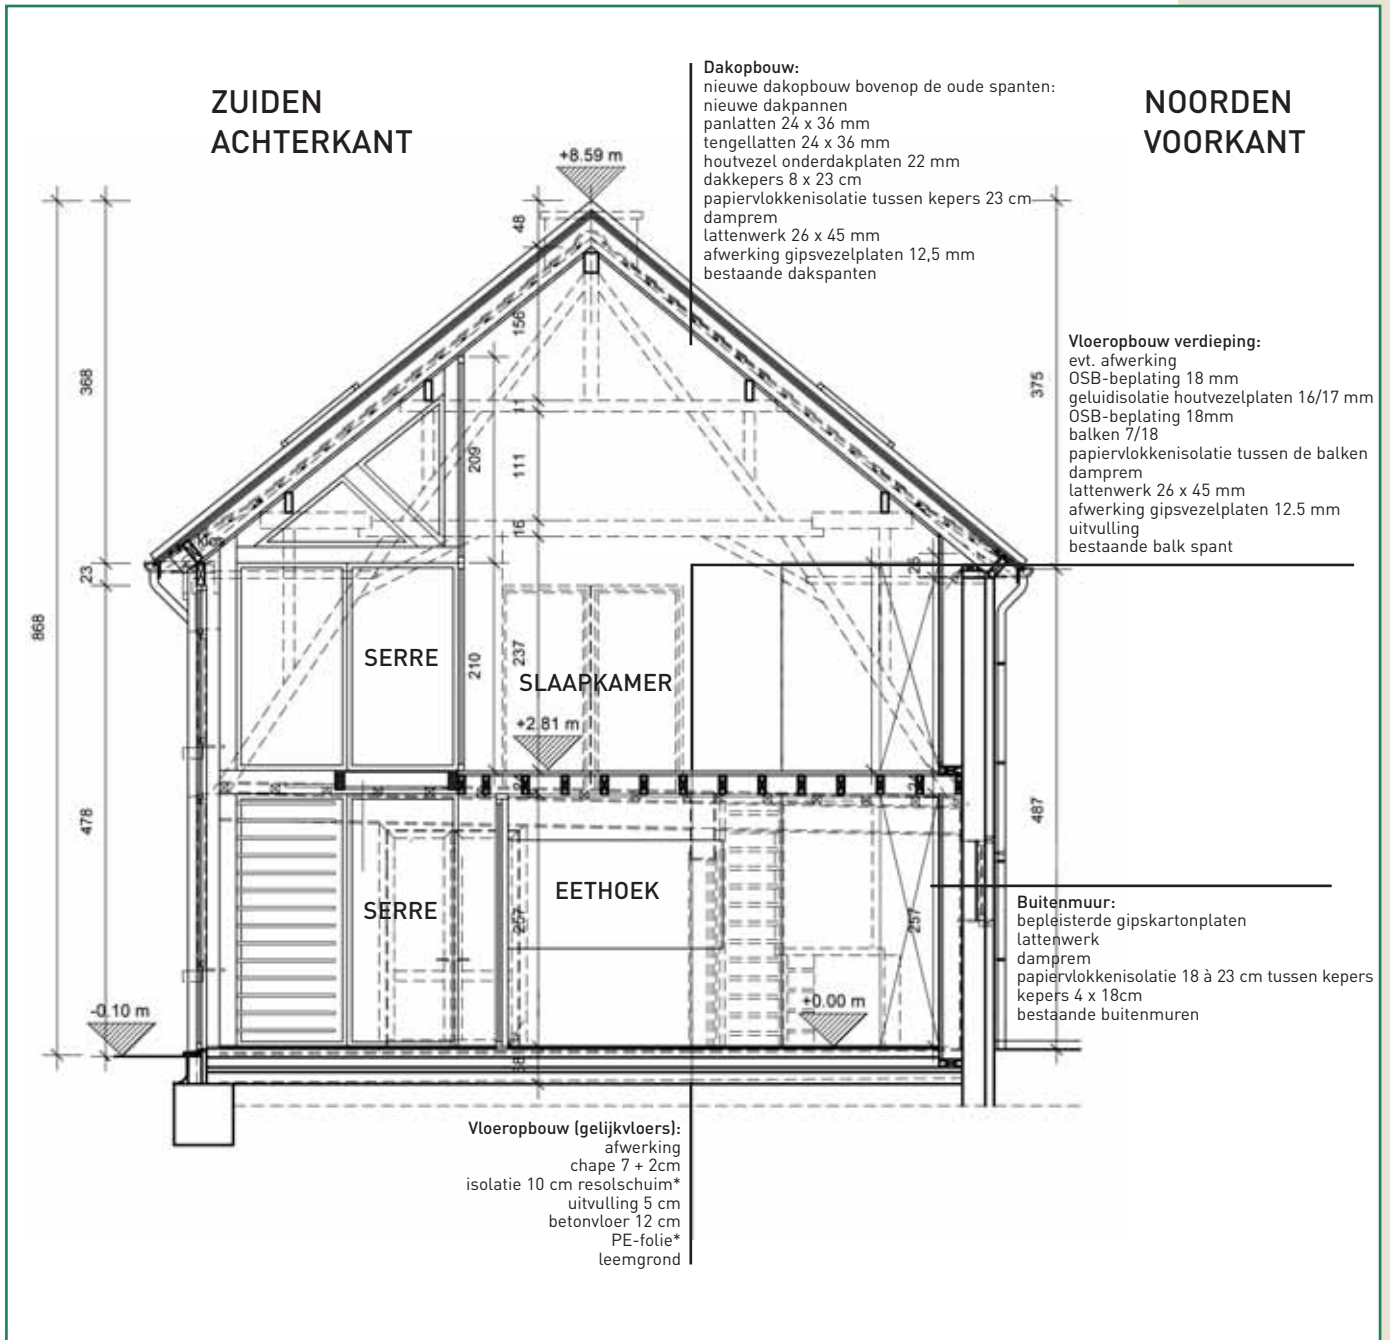 ZUIDEN
ACHTERKANT
NOORDEN
VOORKANT
Dakopbouw:
nieuwe dakopbouw bovenop de oude spanten:
nieuwe dakpannen
panlatten 24 x 36 mm
tengellatten 24 x 36 mm
houtvezel onderdakplaten 22 mm
dakkepers 8 x 23 cm
papiervlokkenisolatie tussen kepers 23 cm
damprem
lattenwerk 26 x 45 mm
afwerking gipsvezelplaten 12,5 mm
bestaande dakspanten
+8.59 m
48
156
11
111
16
237
257
368
23
478
868
209
210
375
487
257
Vloeropbouw verdieping:
evt. afwerking
OSB-beplating 18 mm
geluidisolatie houtvezelplaten 16/17 mm
OSB-beplating 18mm
balken 7/18
papiervlokkenisolatie tussen de balken
damprem
lattenwerk 26 x 45 mm
afwerking gipsvezelplaten 12.5 mm
uitvulling
bestaande balk spant
SERRE
SLAAPKAMER
+2.81 m
SERRE
EETHOEK
-0.10 m
+0.00 m
Buitenmuur:
bepleisterde gipskartonplaten
lattenwerk
damprem
papiervlokkenisolatie 18 à 23 cm tussen kepers
kepers 4 x 18cm
bestaande buitenmuren
Vloeropbouw (gelijkvloers):
afwerking
chape 7 + 2cm
isolatie 10 cm resolschuim*
uitvulling 5 cm
betonvloer 12 cm
PE-folie*
leemgrond